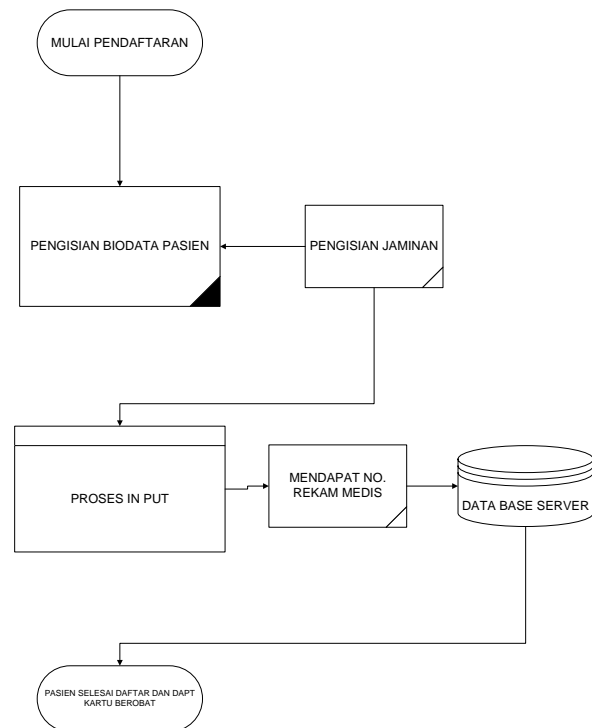 MULAI PENDAFTARAN
PENGISIAN BIODATA PASIEN
PENGISIAN JAMINAN
PROSES IN PUT
MENDAPAT NO.
REKAM MEDIS
DATA BASE SERVER
PASIEN SELESAI DAFTAR DAN DAPT
KARTU BEROBAT